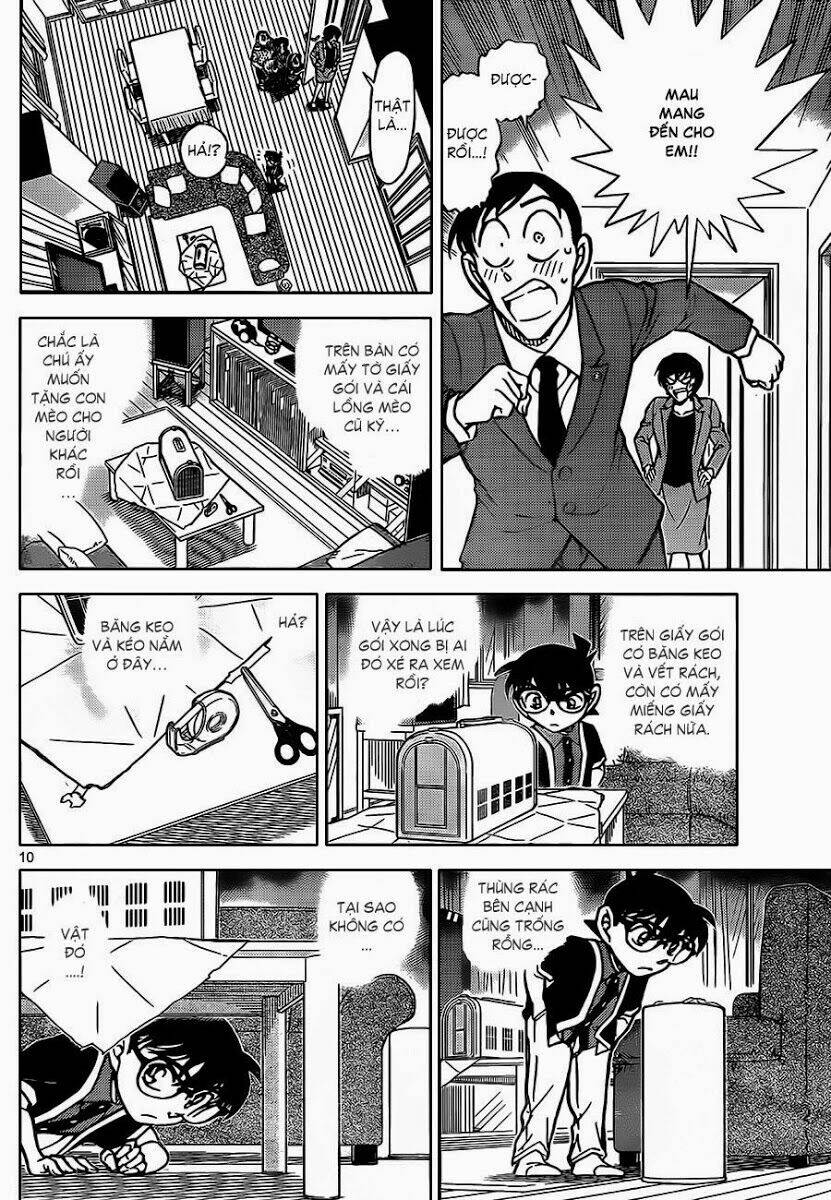 MAU
MANG
ĐẾN CHO
EM!!
ĐƯỢC-
ĐƯỢC
RỒI...!
THẬT
LÀ...
HẢ!?
TRÊN BÀN CÓ
MẤY TỜ GIẤY
GÓI VÀ CÁI
LỒNG MÈO
CŨ KỸ...
CHẮC LÀ
CHÚ ẤY
MUỐN
TẶNG CON
MÈO CHO
NGƯỜI
KHÁC
RỒI
...
TRÊN GIẤY GÓI
CÓ BĂNG KEO
VÀ VẾT RÁCH,
CÒN CÓ MẤY
MIẾNG GIẤY
RÁCH NỮA.
VẬY LÀ LÚC
GÓI XONG BỊ AI
ĐÓ XÉ RA XEM
RỒI?
HẢ?
BĂNG KEO
VÀ KÉO NẰM
Ở ĐÂY...
10
THÙNG RÁC
BÊN CẠNH
CŨNG TRỐNG
RỖNG...
TẠI SAO
KHÔNG CÓ
...
VẬT
ĐÓ
....!